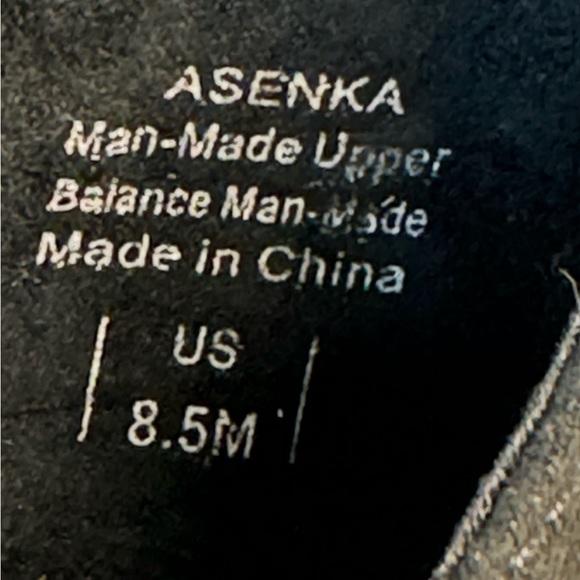 ASENKA
Man-Made Upper
Balance Man-Made
Made in China
US
8.5M